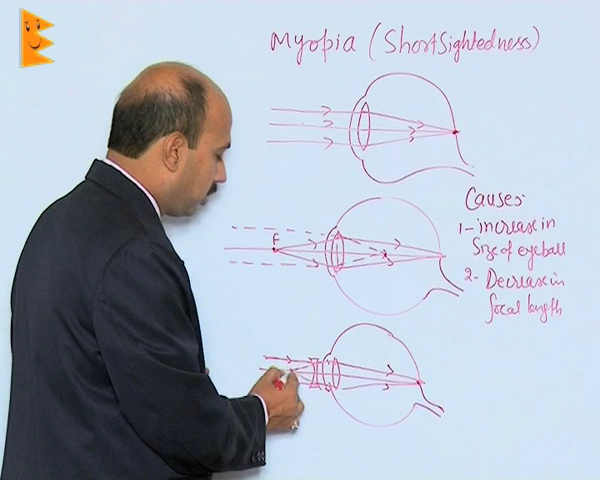 Myopia (Shortsightedness)
F
Causes
1- increase in
Size of eyeball
2- Decrease in
focal length